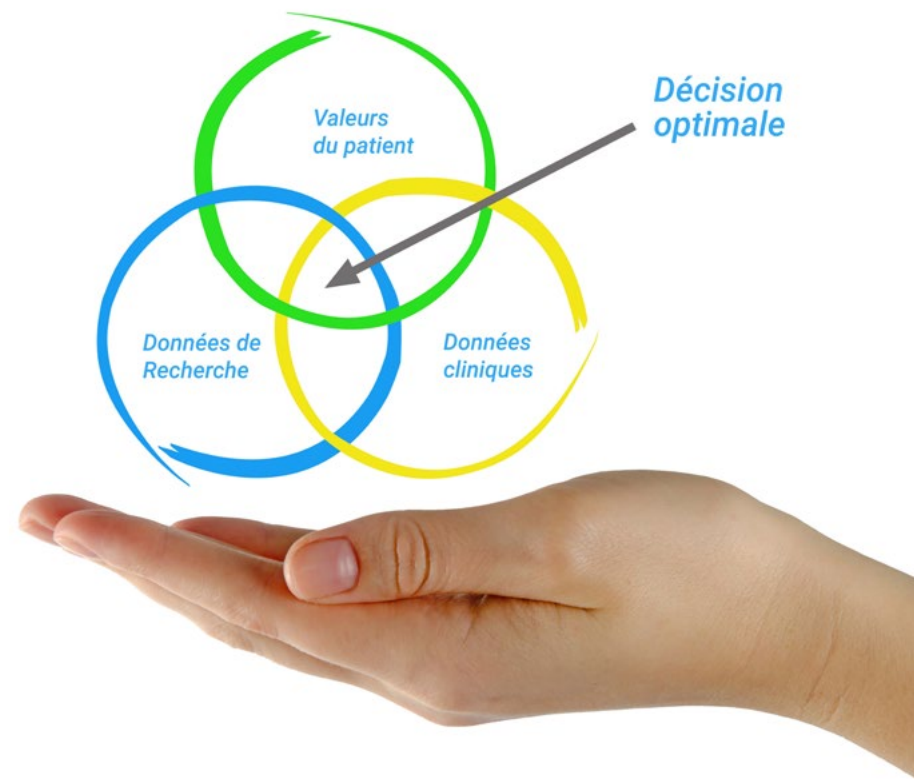 Valeurs
du patient
Décision
optimale
Données de
Recherche
Données
cliniques